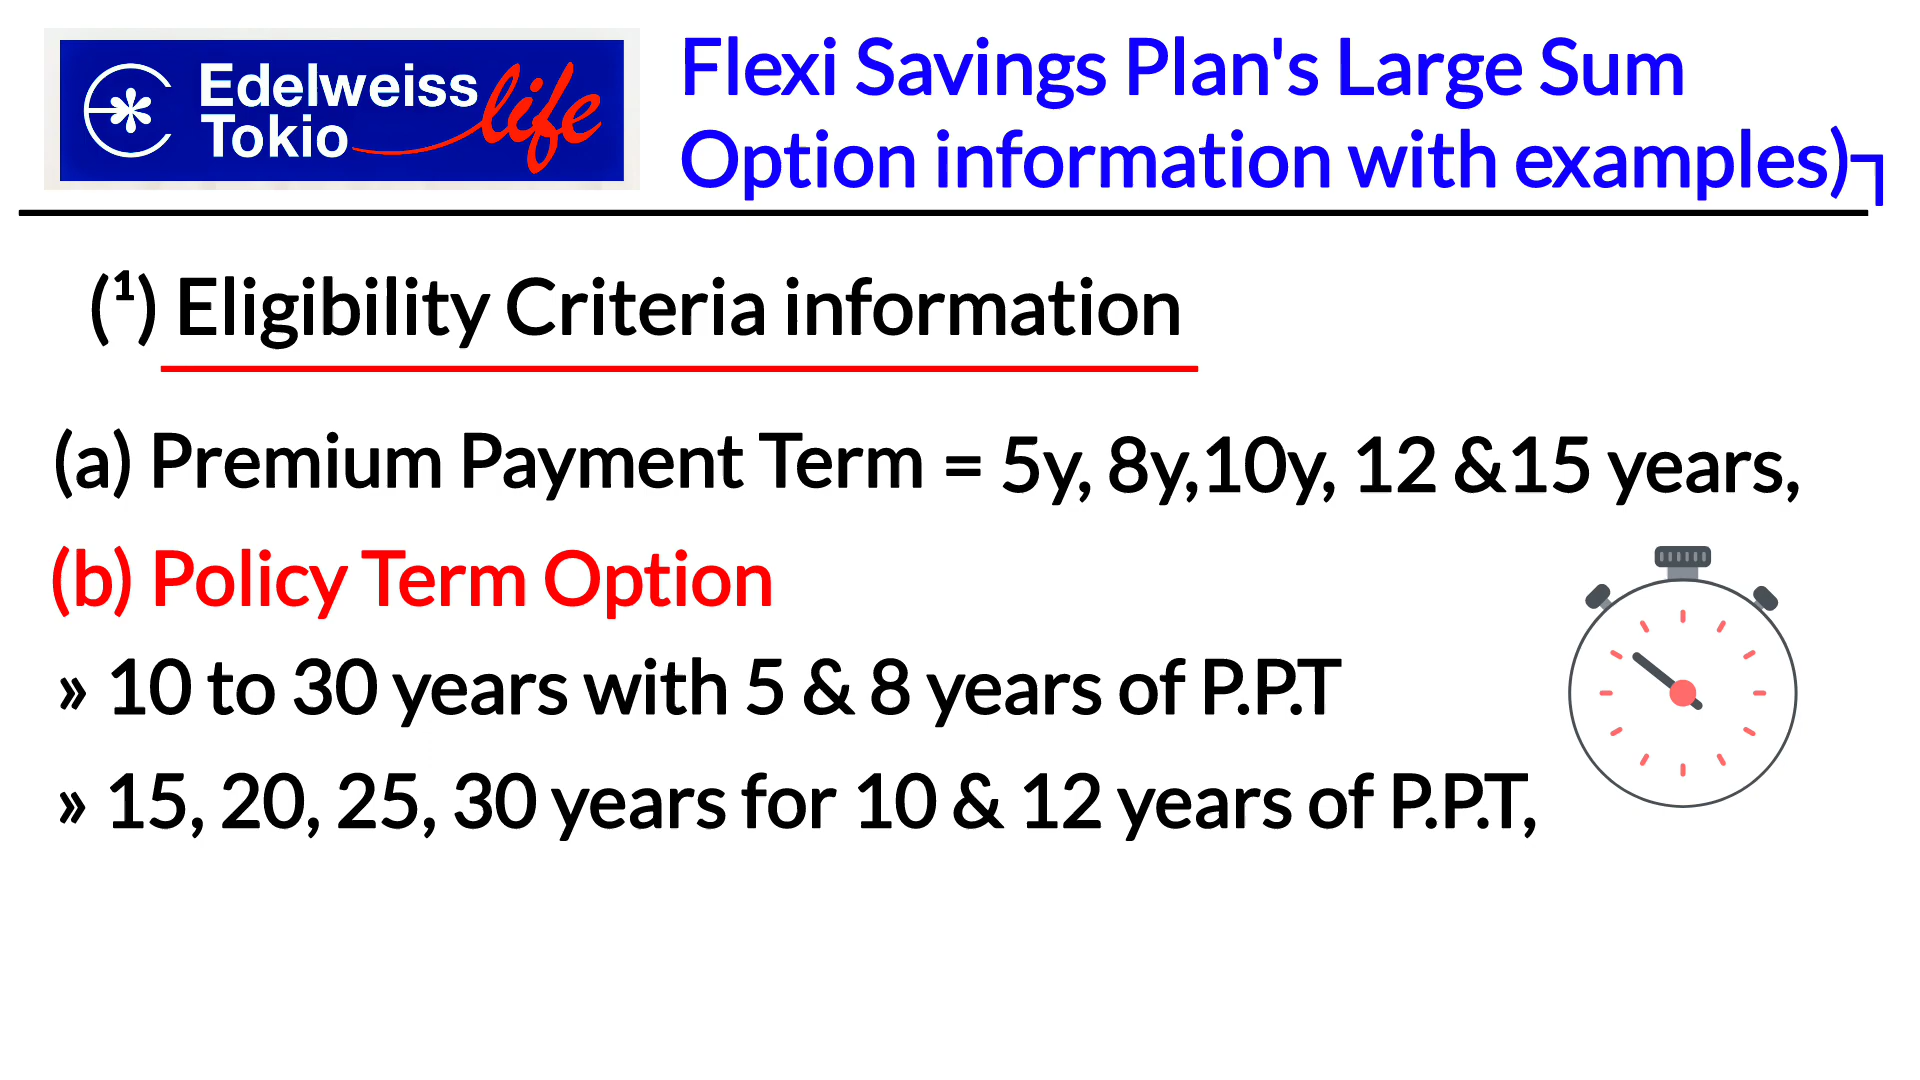 Edelweiss
Tokio life
Flexi Savings Plan's Large Sum
Option information with examples)¬
(¹) Eligibility Criteria information
(a) Premium Payment Term = 5y, 8y,10y, 12 &15 years,
(b) Policy Term Option
» 10 to 30 years with 5 & 8 years of P.P.T
» 15, 20, 25, 30 years for 10 & 12 years of P.P.T,